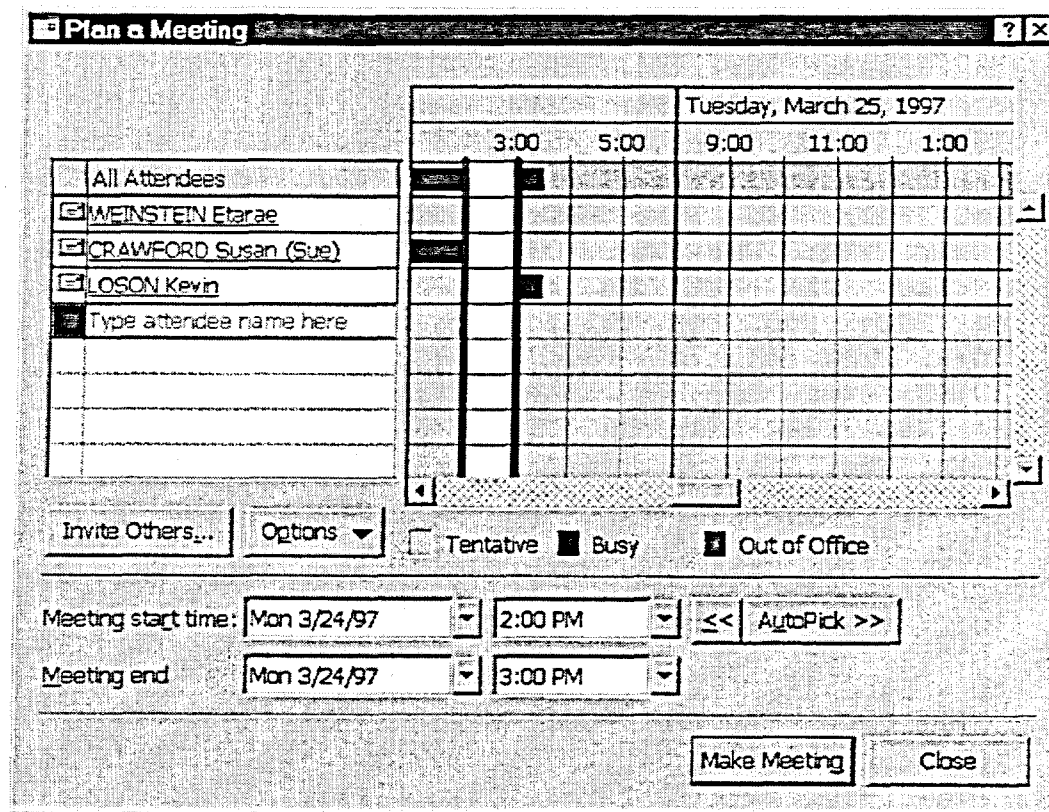 Plan a Meeting
Tuesday, March 25, 1997
3:00 5:00 9:00 11:00 1:00
All Attendees
WEINSTEIN Etarae
CRAWFORD Susan (Sue)
LOSON Kevin
Type attendee name here
Invite Others... Options Tentative Busy Out of Office
Meeting start time: Mon 3/24/97 2:00 PM << AutoPick >>
Meeting end Mon 3/24/97 3:00 PM
Make Meeting Close